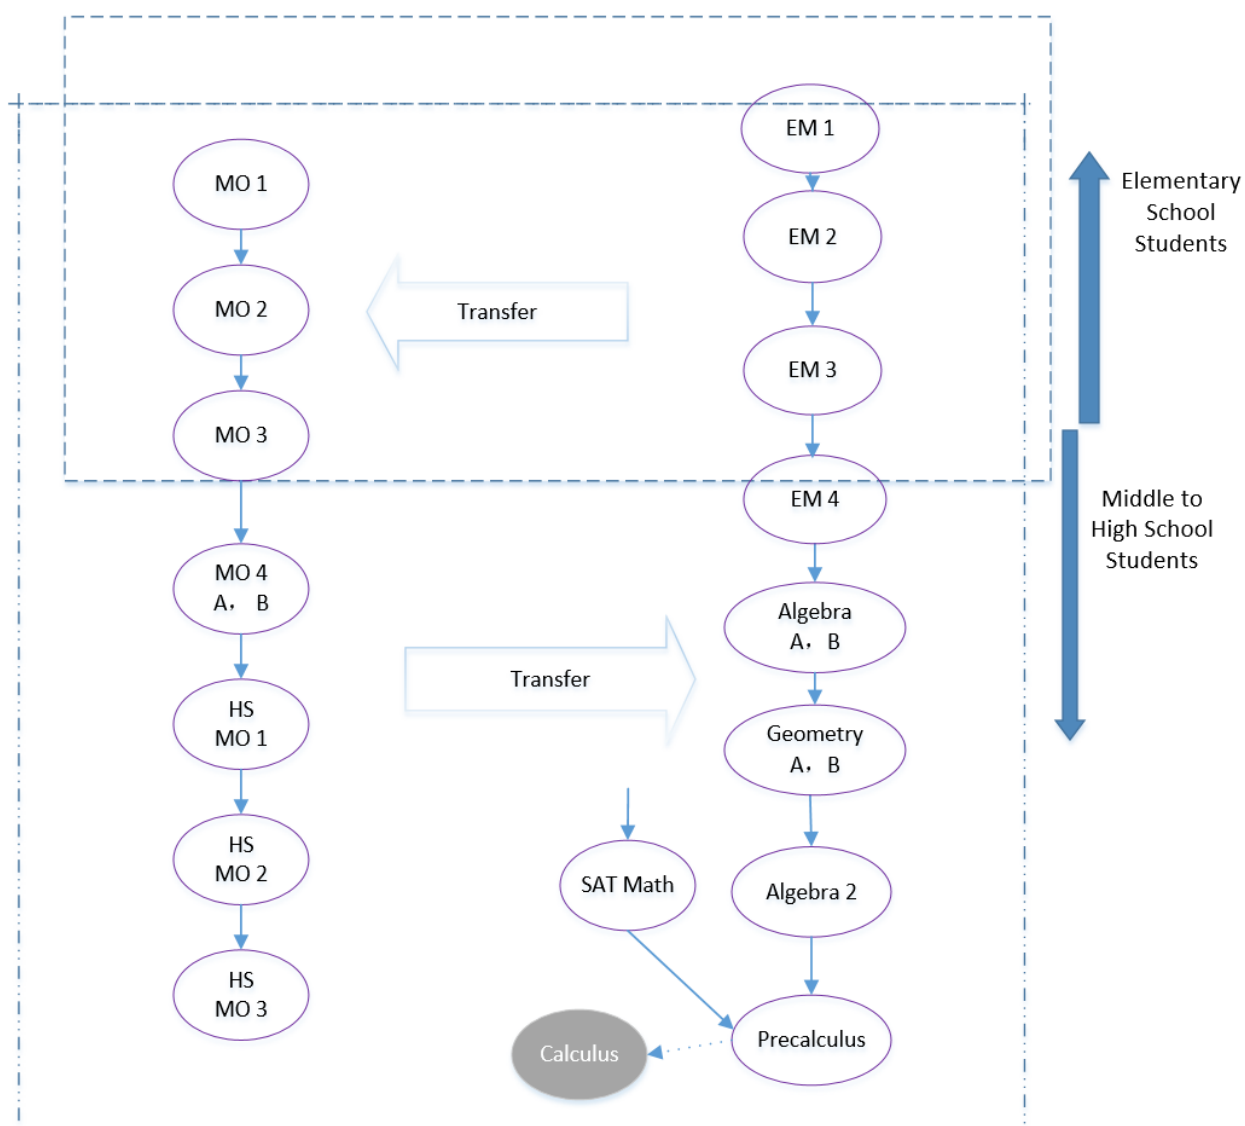 EM 1
MO 1
Elementary
School
Students
EM 2
MO 2
Transfer
EM 3
MO 3
EM 4
Middle to
High School
Students
MO 4
A， B
Algebra
A， B
Transfer
HS
MO 1
Geometry
A， B
HS
MO 2
SAT Math
Algebra 2
HS
MO 3
Calculus
Precalculus